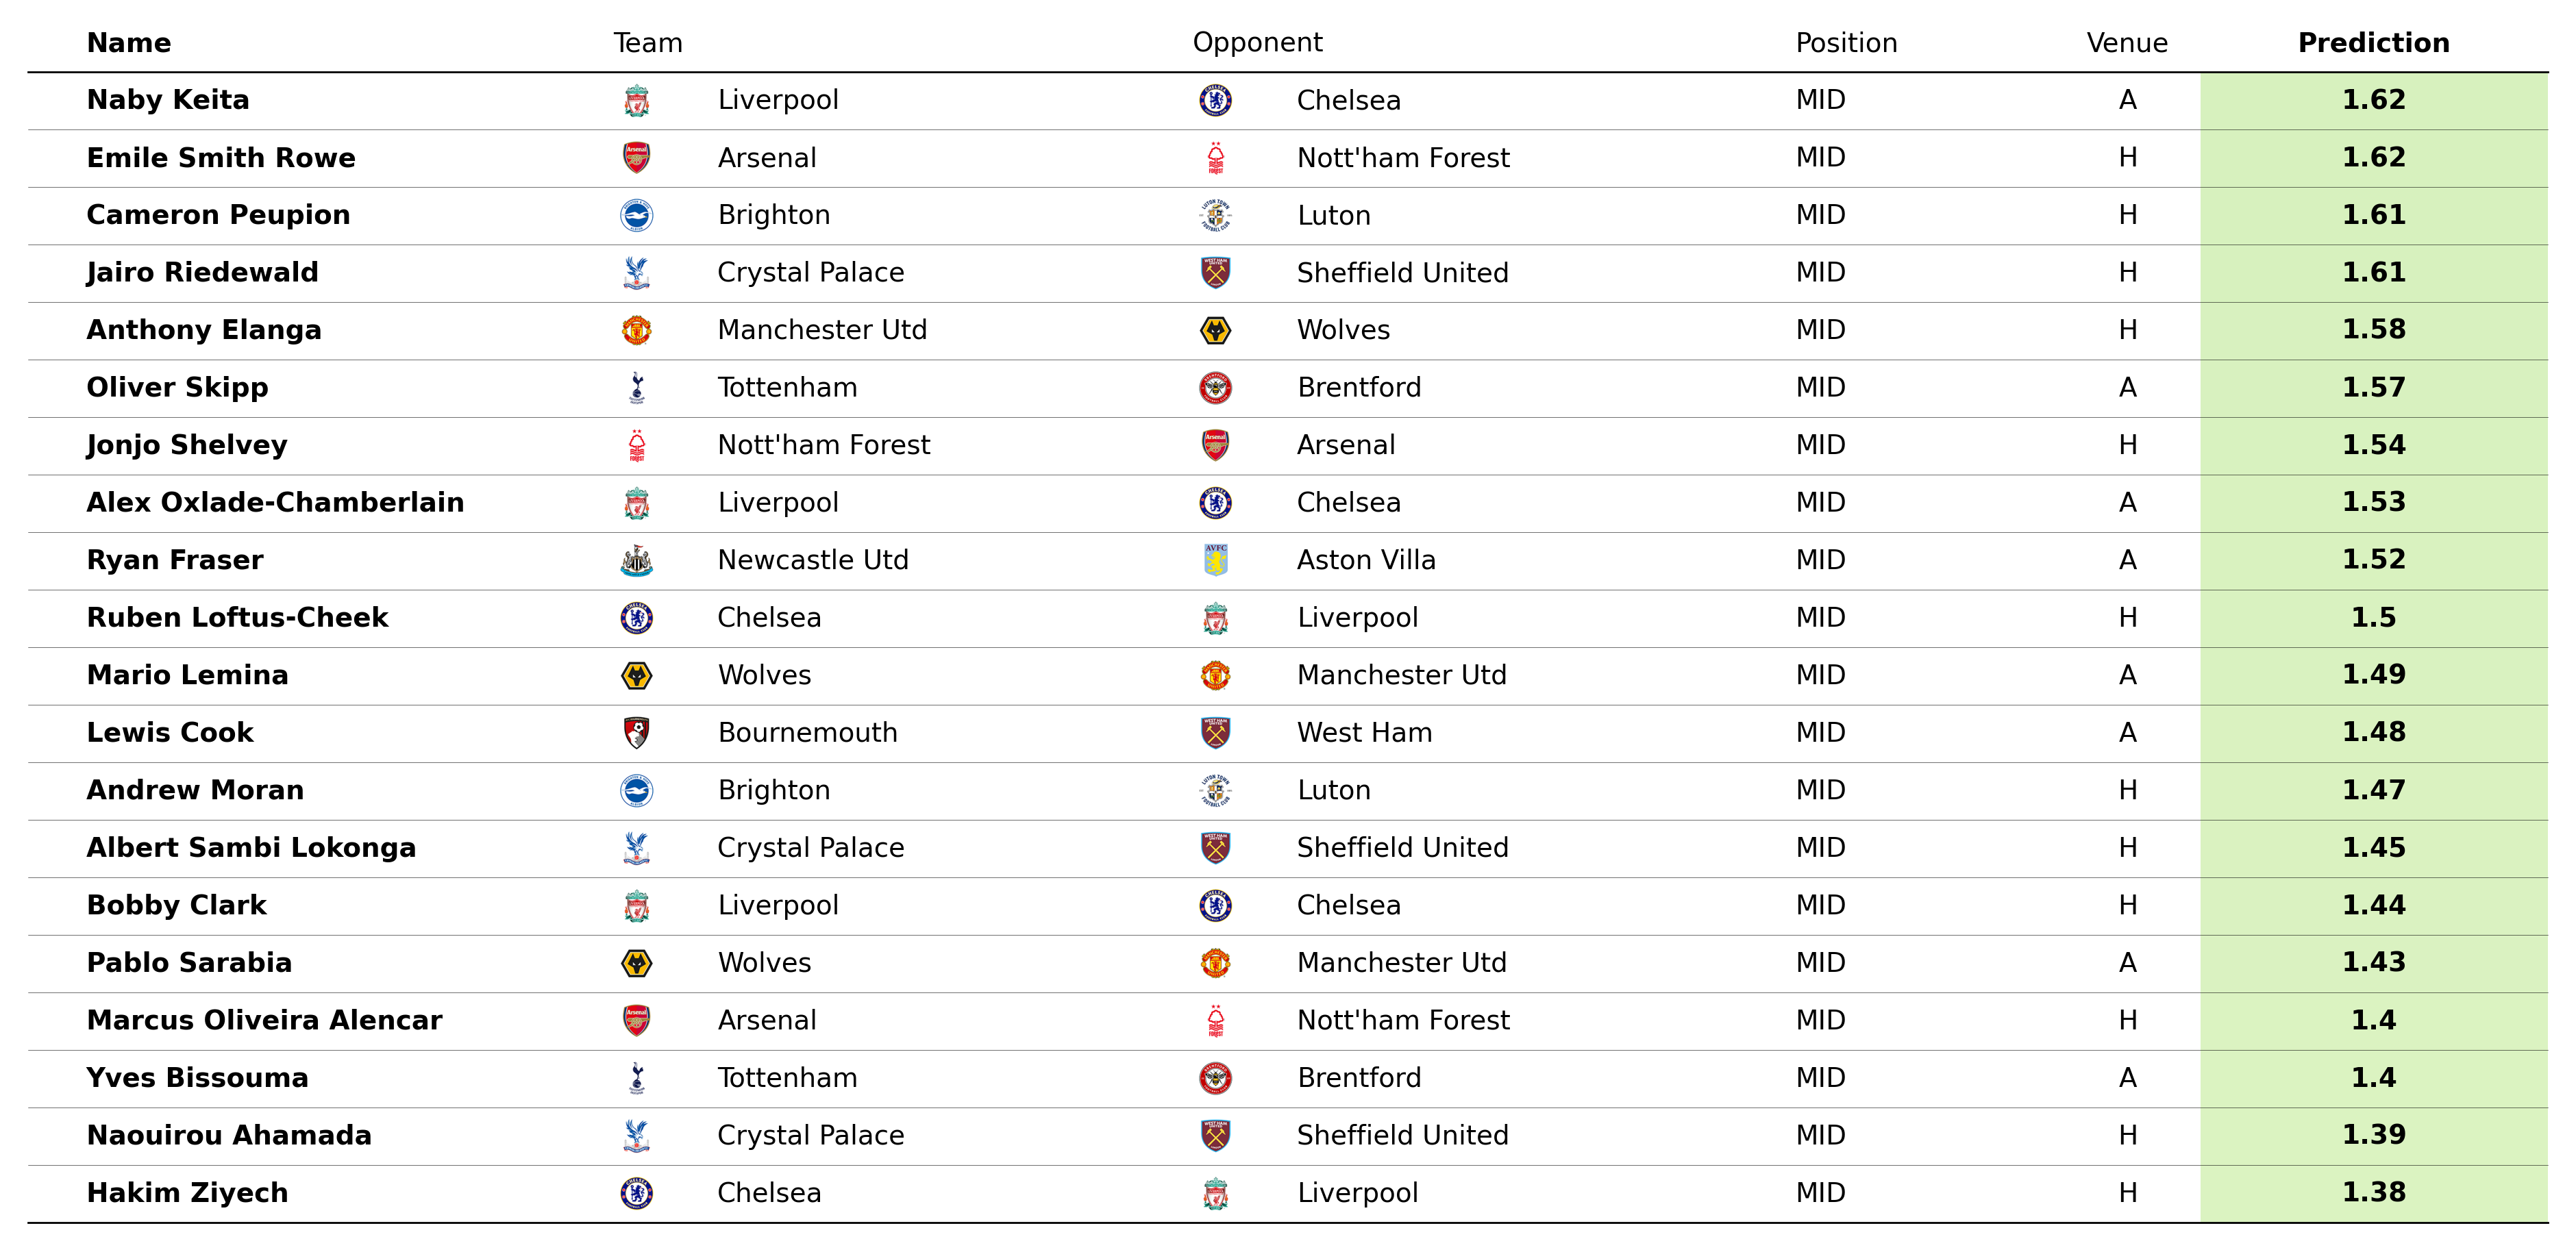 Name Team Opponent Position Venue Prediction
Naby Keita Liverpool Chelsea MID A 1.62
Emile Smith Rowe Arsenal Nott'ham Forest MID H 1.62
Cameron Peupion Brighton Luton MID H 1.61
Jairo Riedewald Crystal Palace Sheffield United MID H 1.61
Anthony Elanga Manchester Utd Wolves MID H 1.58
Oliver Skipp Tottenham Brentford MID A 1.57
Jonjo Shelvey Nott'ham Forest Arsenal MID H 1.54
Alex Oxlade-Chamberlain Liverpool Chelsea MID A 1.53
Ryan Fraser Newcastle Utd Aston Villa MID A 1.52
Ruben Loftus-Cheek Chelsea Liverpool MID H 1.5
Mario Lemina Wolves Manchester Utd MID A 1.49
Lewis Cook Bournemouth West Ham MID A 1.48
Andrew Moran Brighton Luton MID H 1.47
Albert Sambi Lokonga Crystal Palace Sheffield United MID H 1.45
Bobby Clark Liverpool Chelsea MID H 1.44
Pablo Sarabia Wolves Manchester Utd MID A 1.43
Marcus Oliveira Alencar Arsenal Nott'ham Forest MID H 1.4
Yves Bissouma Tottenham Brentford MID A 1.4
Naouirou Ahamada Crystal Palace Sheffield United MID H 1.39
Hakim Ziyech Chelsea Liverpool MID H 1.38